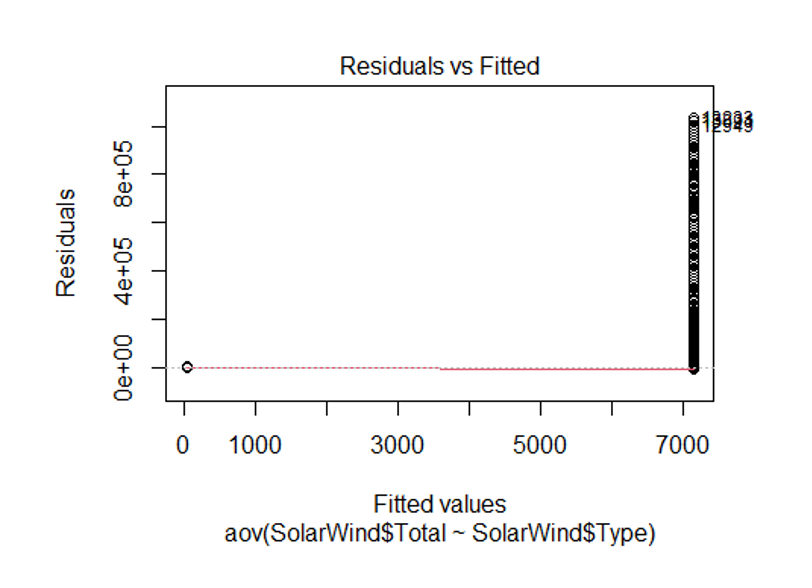 Residuals vs Fitted
Residuals
0e+00 4e+05 8e+05
12949
0 1000 3000 5000 7000
Fitted values
aov(SolarWind$Total ~ SolarWind$Type)